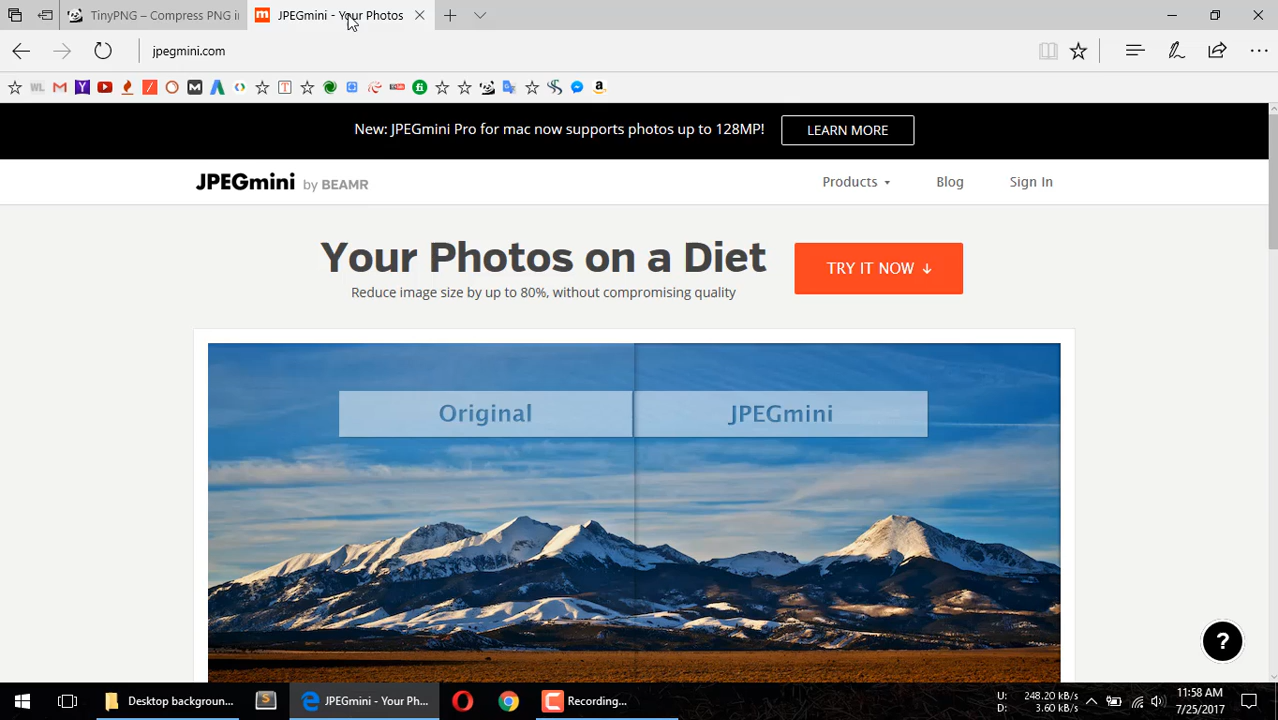 TinyPNG – Compress PNG i
JPEGmini - Your Photos
jpegmini.com
New: JPEGmini Pro for mac now supports photos up to 128MP!
LEARN MORE
JPEGmini by BEAMR
Products
Blog
Sign In
Your Photos on a Diet
TRY IT NOW ↓
Reduce image size by up to 80%, without compromising quality
Original
JPEGmini
?
Desktop backgroun...
JPEGmini - Your Ph...
Recording...
U: 248.20 kB/s
D: 3.60 kB/s
11:58 AM
7/25/2017